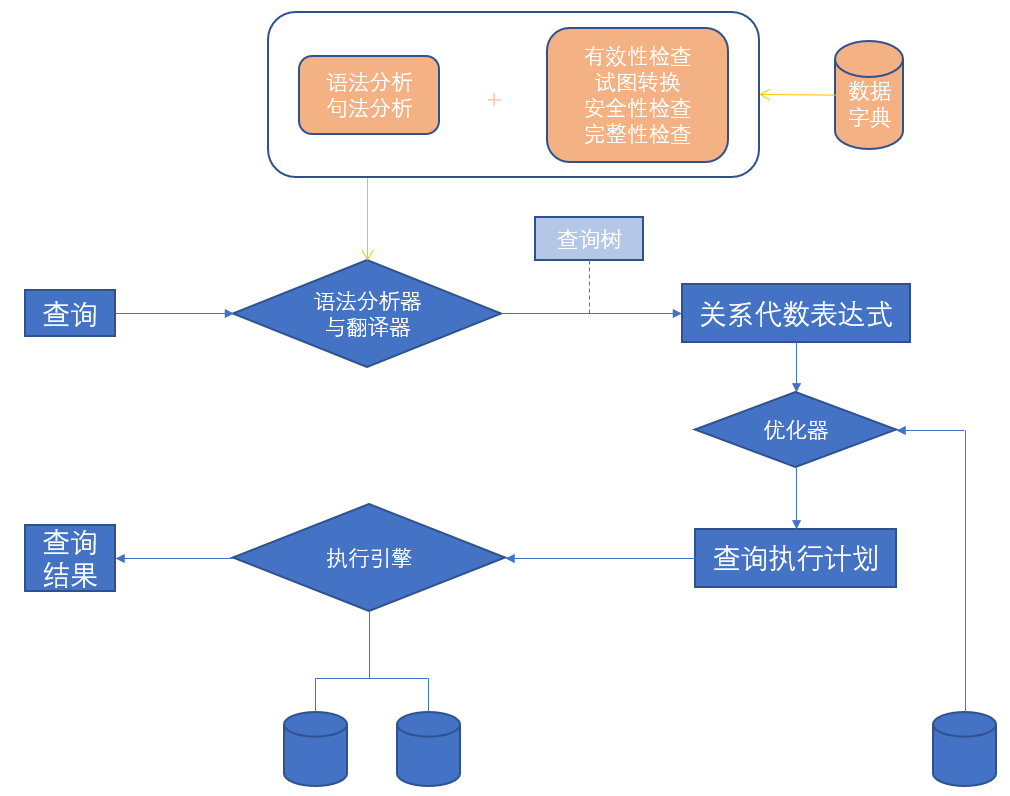 语法分析
句法分析
+
有效性检查
试图转换
安全性检查
完整性检查
数据
字典
查询树
查询
语法分析器
与翻译器
关系代数表达式
优化器
查询
结果
执行引擎
查询执行计划